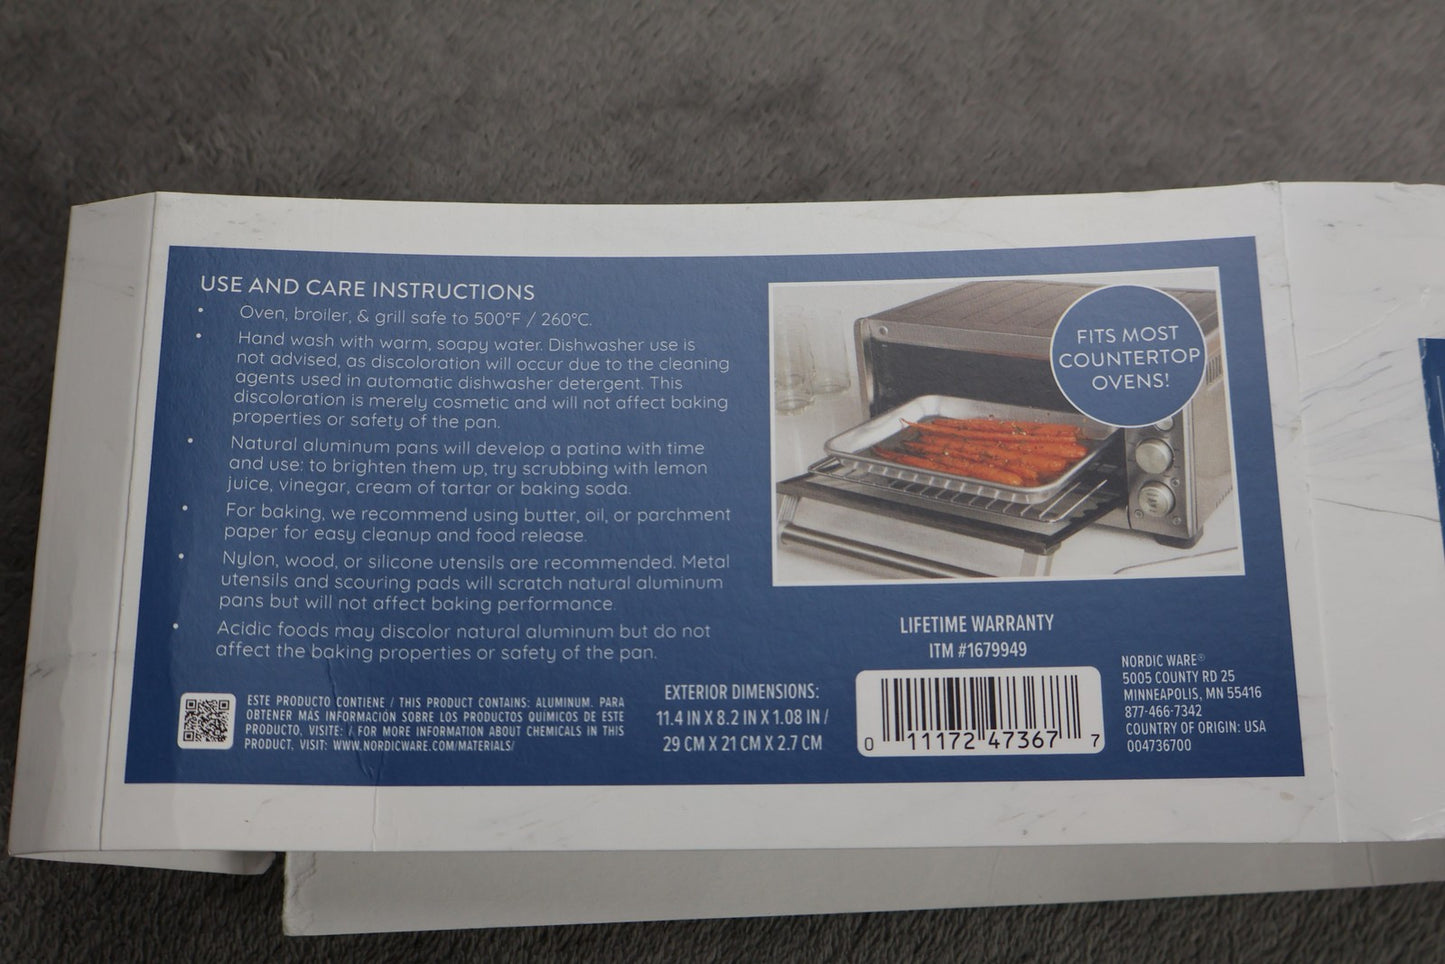 USE AND CARE INSTRUCTIONS
• Oven, broiler, & grill safe to 500°F / 260°C.
• Hand wash with warm, soapy water. Dishwasher use is
not advised, as discoloration will occur due to the cleaning
agents used in automatic dishwasher detergent. This
discoloration is merely cosmetic and will not affect baking
properties or safety of the pan.
• Natural aluminum pans will develop a patina with time
and use: to brighten them up, try scrubbing with lemon
juice, vinegar, cream of tartar or baking soda.
• For baking, we recommend using butter, oil, or parchment
paper for easy cleanup and food release.
• Nylon, wood, or silicone utensils are recommended. Metal
utensils and scouring pads will scratch natural aluminum
pans but will not affect baking performance.
• Acidic foods may discolor natural aluminum but do not
affect the baking properties or safety of the pan.
ESTE PRODUCTO CONTIENE / THIS PRODUCT CONTAINS: ALUMINUM. PARA
OBTENER MÁS INFORMACIÓN SOBRE LOS PRODUCTOS QUIMICOS DE ESTE
PRODUCTO, VISITE: / FOR MORE INFORMATION ABOUT CHEMICALS IN THIS
PRODUCT, VISIT: WWW.NORDICWARE.COM/MATERIALS/
EXTERIOR DIMENSIONS:
11.4 IN X 8.2 IN X 1.08 IN /
29 CM X 21 CM X 2.7 CM
FITS MOST
COUNTERTOP
OVENS!
LIFETIME WARRANTY
ITM #1679949
0 11172 47367 7
NORDIC WARE®
5005 COUNTY RD 25
MINNEAPOLIS, MN 55416
877-466-7342
COUNTRY OF ORIGIN: USA
004736700